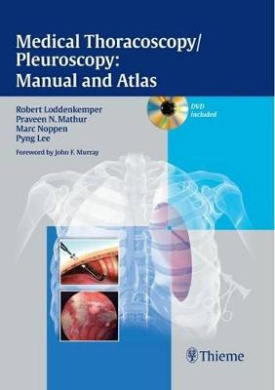 Medical Thoracoscopy/
Pleuroscopy:
Manual and Atlas
Robert Loddenkemper
Praveen N. Mathur
Marc Noppen
Pyng Lee
Foreword by John F. Murray
DVD
included
Thieme